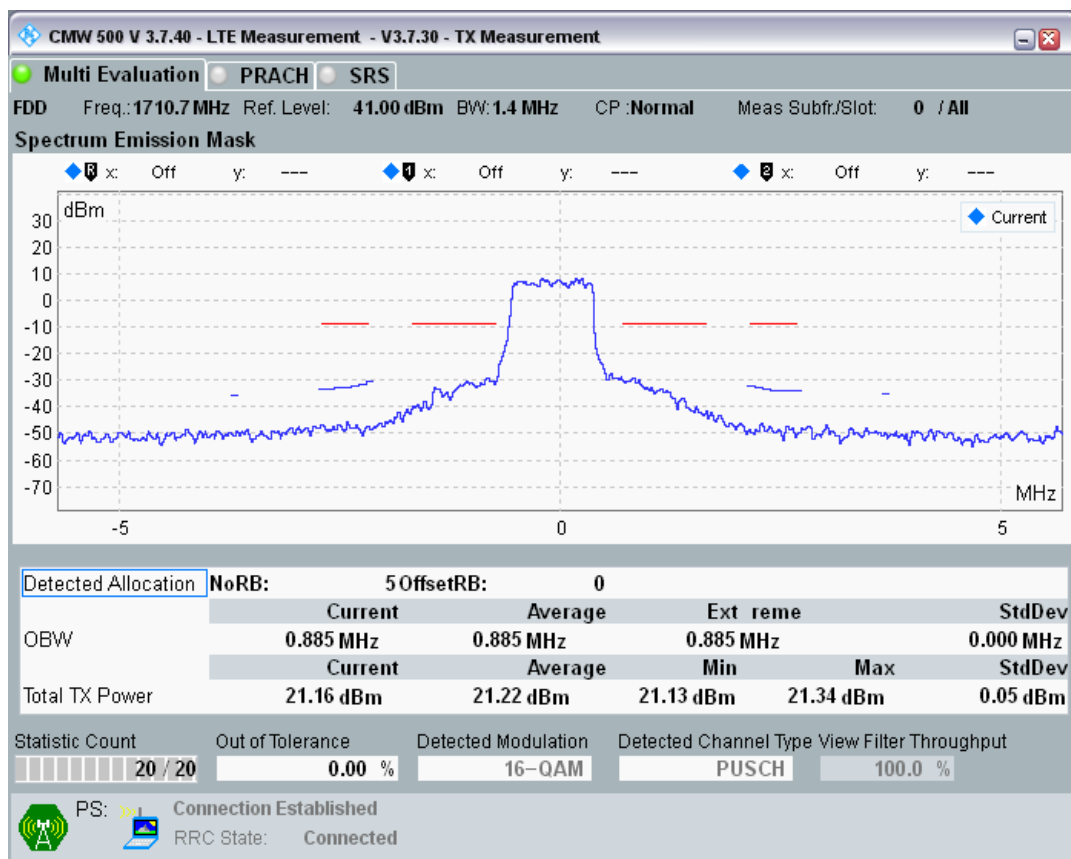 CMW 500 V 3.7.40 - LTE Measurement - V3.7.30 - TX Measurement
Multi Evaluation PRACH SRS
FDD Freq.: 1710.7 MHz Ref. Level: 41.00 dBm BW: 1.4 MHz CP :Normal Meas Subfr./Slot: 0 / All
Spectrum Emission Mask
R x: Off y: --- 1 x: Off y: --- 2 x: Off y: ---
dBm
Current
30
20
10
0
-10
-20
-30
-40
-50
-60
-70
MHz
-5 0 5
Detected Allocation NoRB: 5 OffsetRB: 0
Current Average Ext reme StdDev
OBW 0.885 MHz 0.885 MHz 0.885 MHz 0.000 MHz
Current Average Min Max StdDev
Total TX Power 21.16 dBm 21.22 dBm 21.13 dBm 21.34 dBm 0.05 dBm
Statistic Count Out of Tolerance Detected Modulation Detected Channel Type View Filter Throughput
20 / 20 0.00 % 16-QAM PUSCH 100.0 %
PS: Connection Established
RRC State: Connected